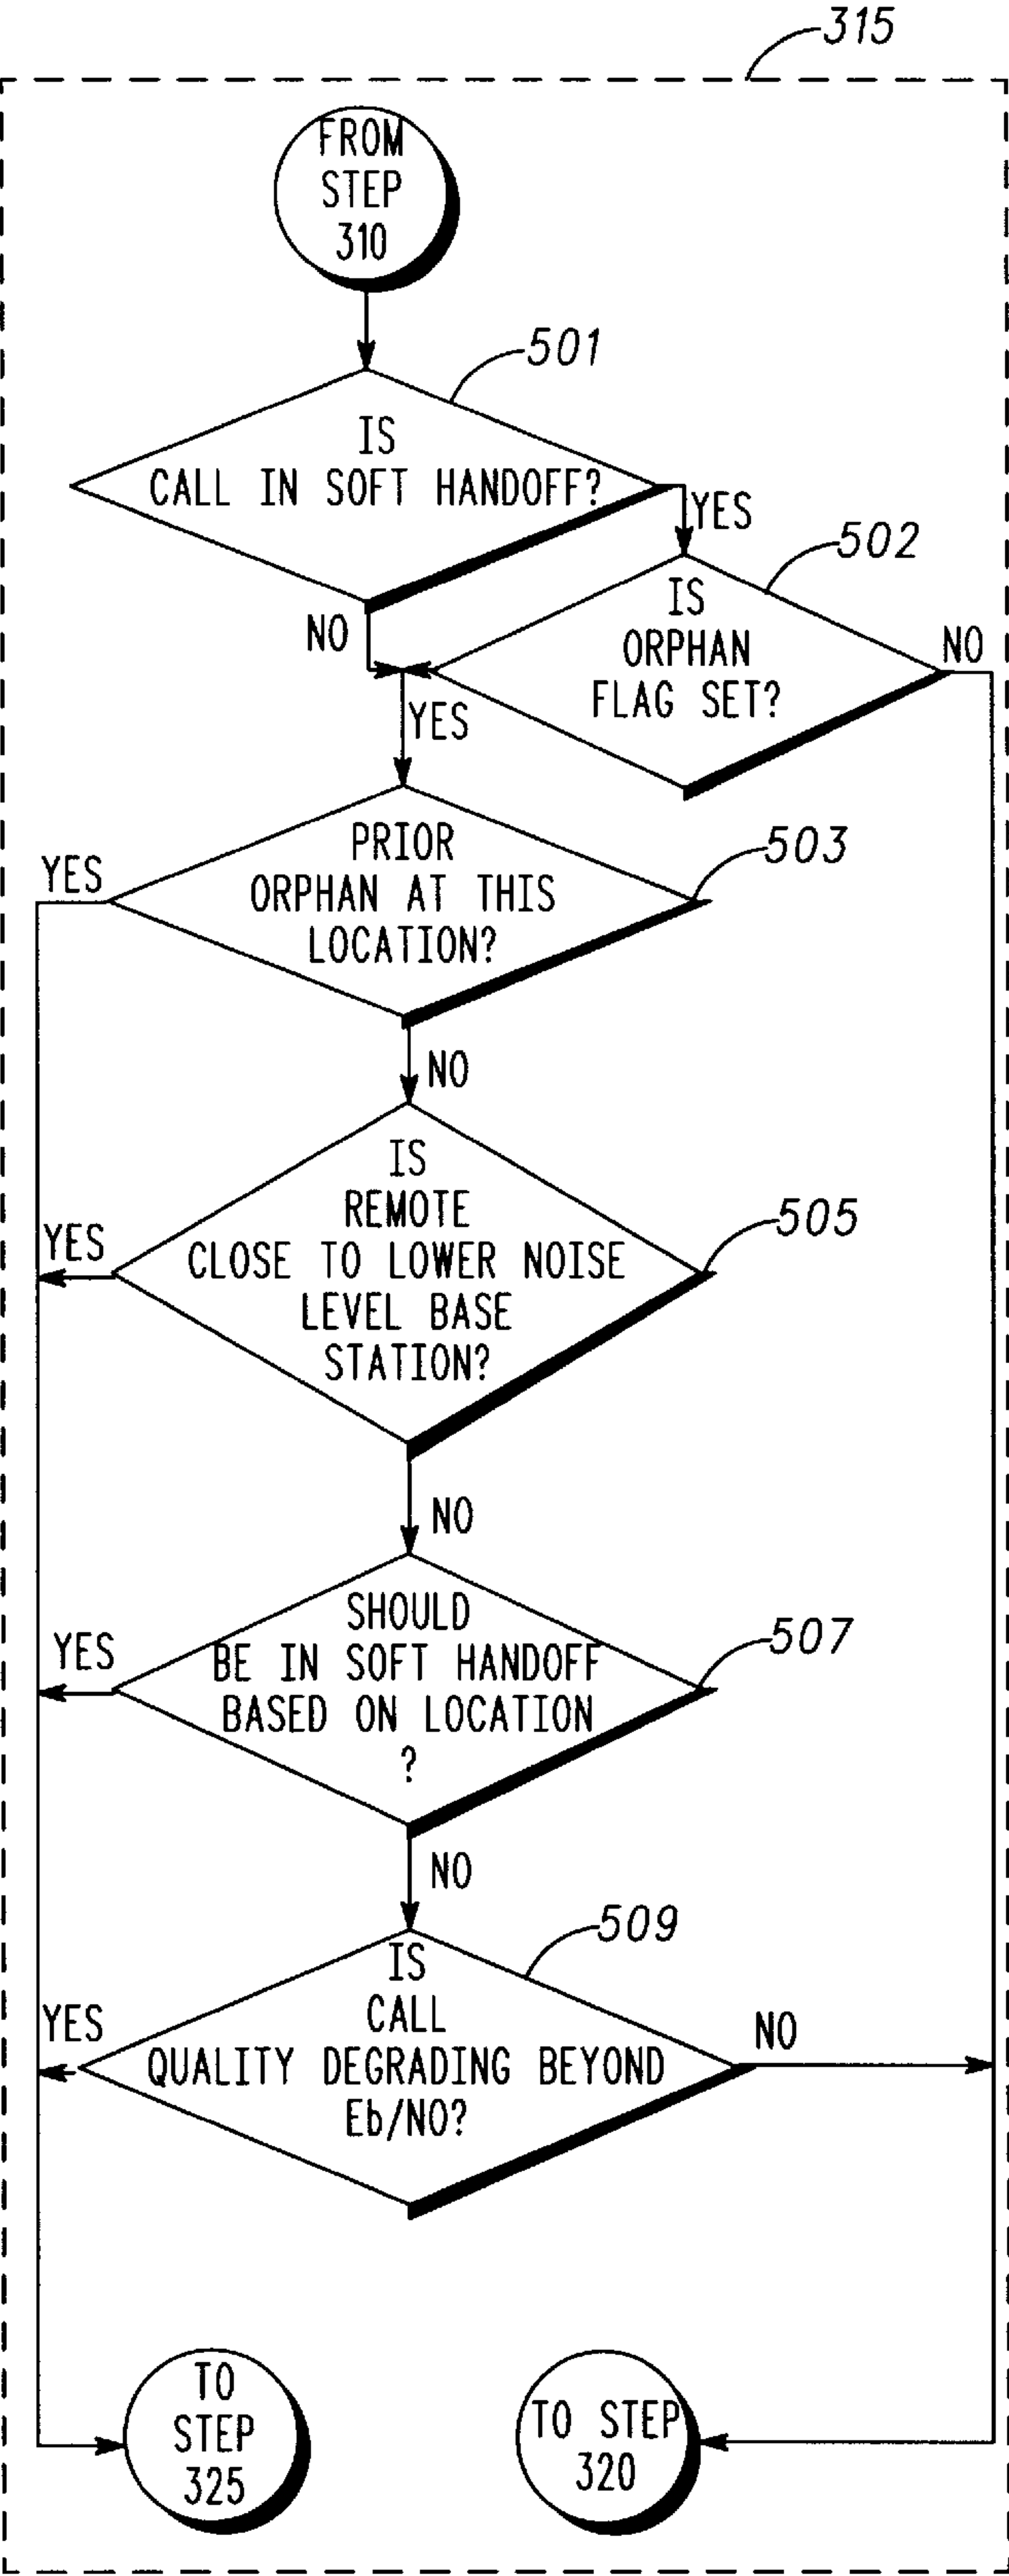 315
FROM
STEP
310
501
IS
CALL IN SOFT HANDOFF?
YES
502
NO
IS
ORPHAN
FLAG SET?
NO
YES
PRIOR
ORPHAN AT THIS
LOCATION?
503
YES
NO
IS
REMOTE
CLOSE TO LOWER NOISE
LEVEL BASE
STATION?
505
YES
NO
SHOULD
BE IN SOFT HANDOFF
BASED ON LOCATION
?
507
YES
NO
509
IS
CALL
QUALITY DEGRADING BEYOND
Eb/NO?
YES
NO
TO
STEP
325
TO STEP
320